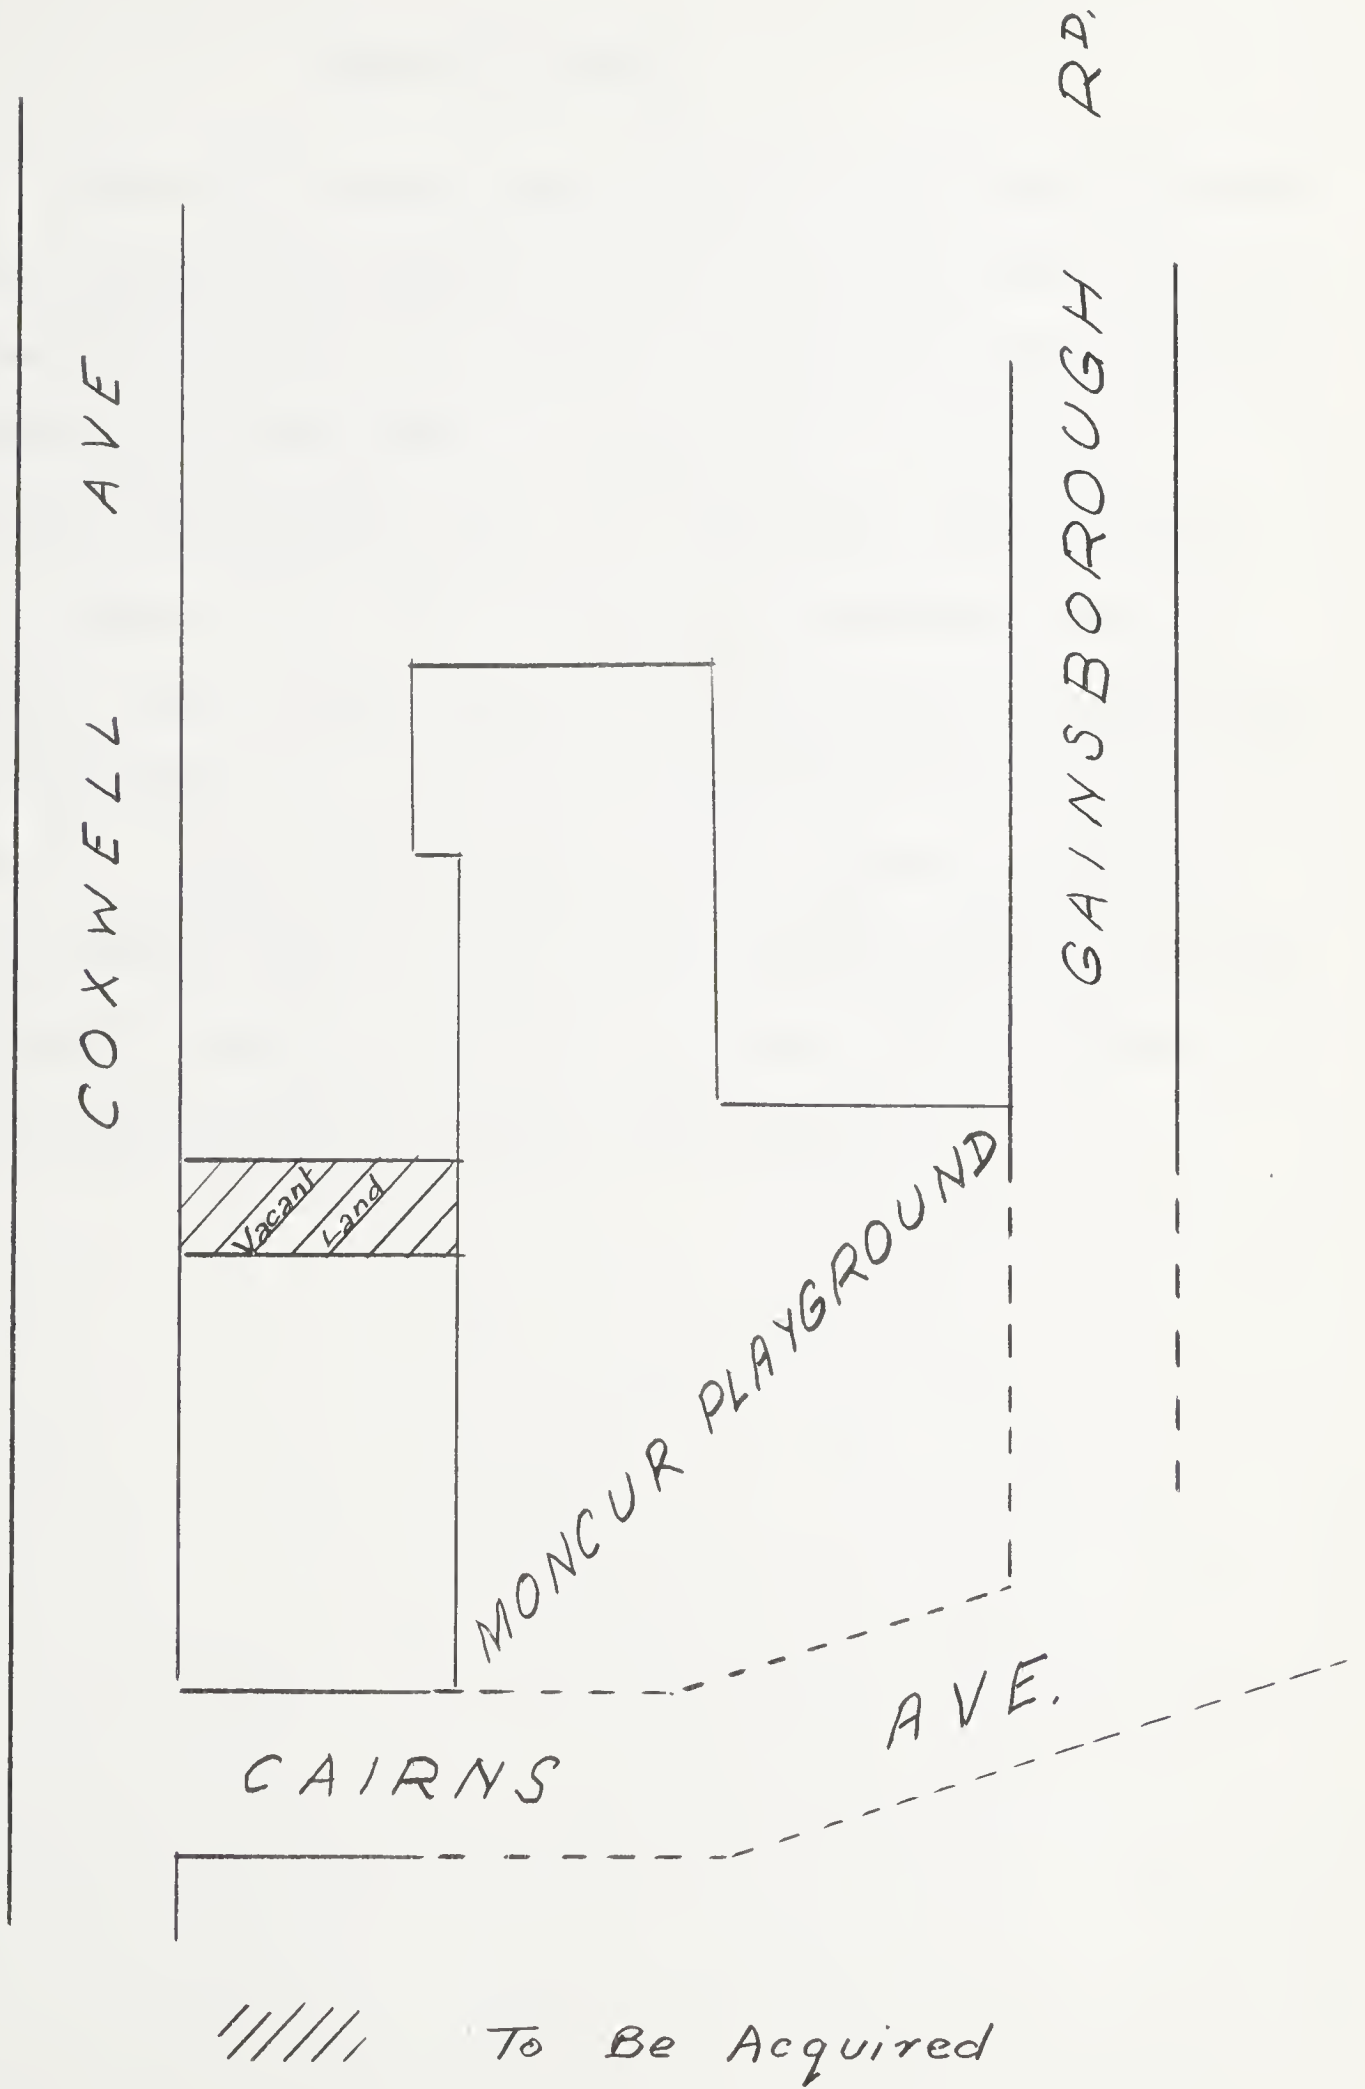 COXWELL AVE
GAINSBOROUGH RD.
Vacant
Land
MONCUR PLAYGROUND
CAIRNS AVE.
To Be Acquired